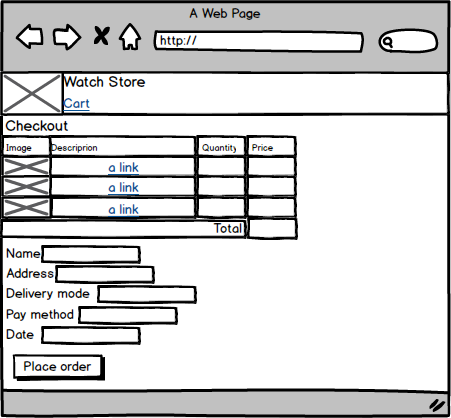 A Web Page
http://
Watch Store
Cart
Checkout
Image Descriprion Quantity Price
a link
a link
a link
Total
Name
Address
Delivery mode
Pay method
Date
Place order